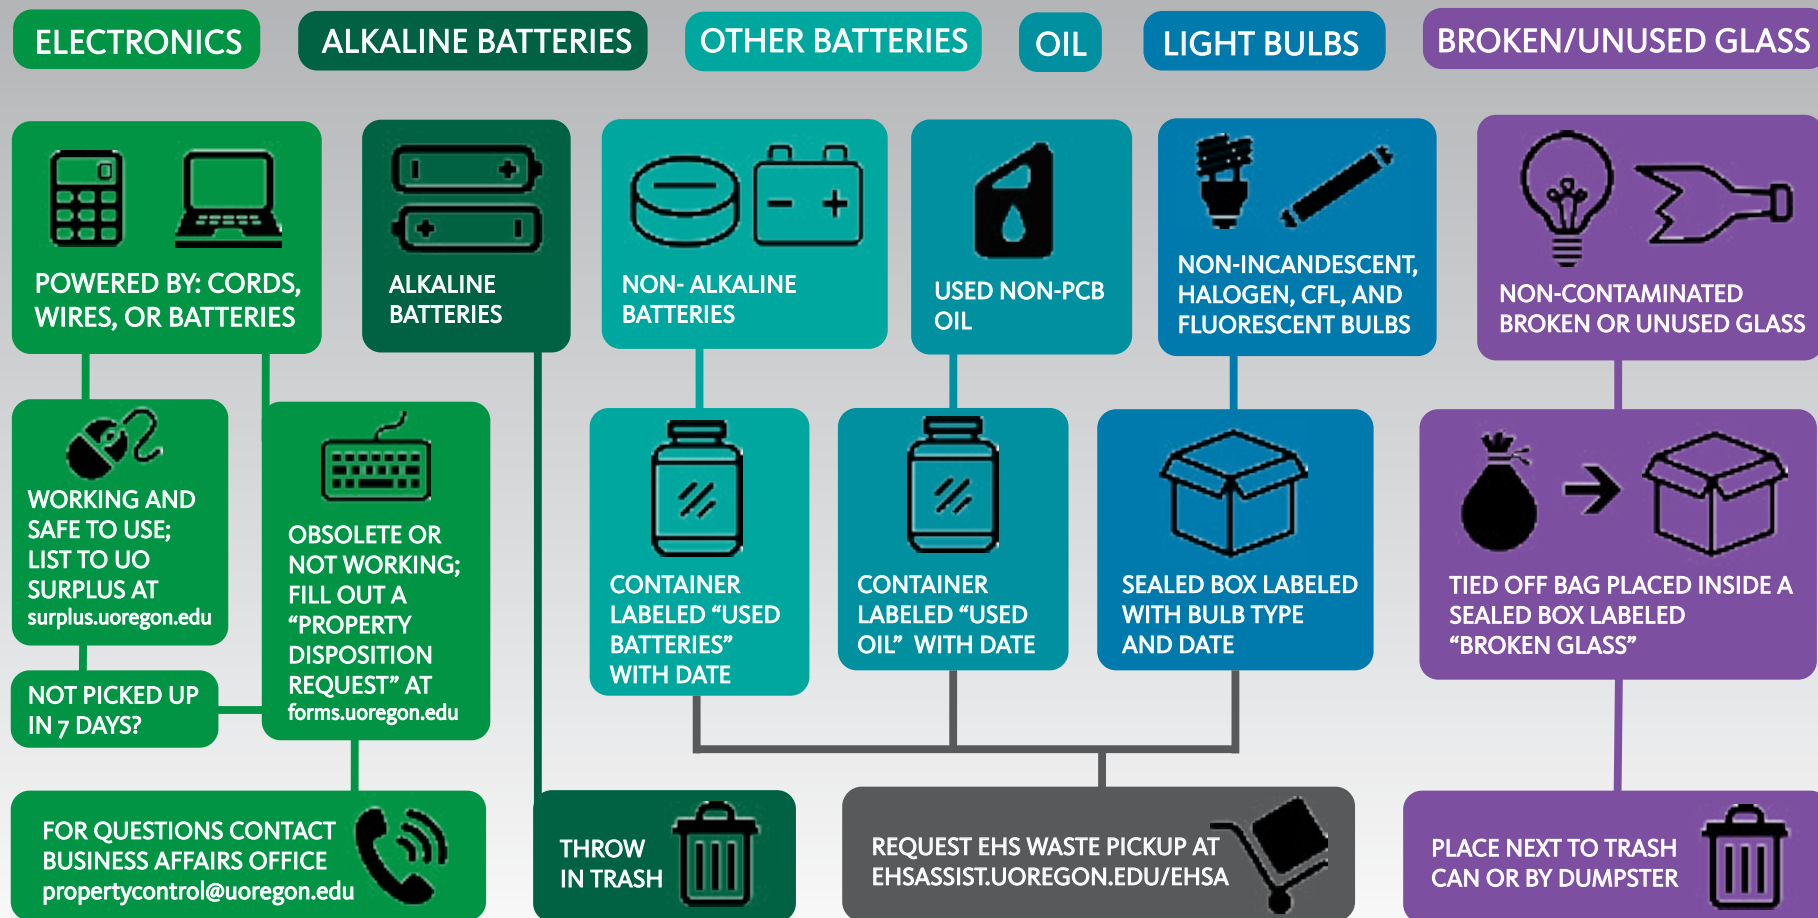 ELECTRONICS
ALKALINE BATTERIES
OTHER BATTERIES
OIL
LIGHT BULBS
BROKEN/UNUSED GLASS
POWERED BY: CORDS,
WIRES, OR BATTERIES
ALKALINE
BATTERIES
NON- ALKALINE
BATTERIES
USED NON-PCB
OIL
NON-INCANDESCENT,
HALOGEN, CFL, AND
FLUORESCENT BULBS
NON-CONTAMINATED
BROKEN OR UNUSED GLASS
WORKING AND
SAFE TO USE;
LIST TO UO
SURPLUS AT
surplus.uoregon.edu
OBSOLETE OR
NOT WORKING;
FILL OUT A
“PROPERTY
DISPOSITION
REQUEST” AT
forms.uoregon.edu
CONTAINER
LABELED “USED
BATTERIES”
WITH DATE
CONTAINER
LABELED “USED
OIL” WITH DATE
SEALED BOX LABELED
WITH BULB TYPE
AND DATE
TIED OFF BAG PLACED INSIDE A
SEALED BOX LABELED
“BROKEN GLASS”
NOT PICKED UP
IN 7 DAYS?
FOR QUESTIONS CONTACT
BUSINESS AFFAIRS OFFICE
propertycontrol@uoregon.edu
THROW
IN TRASH
REQUEST EHS WASTE PICKUP AT
EHSASSIST.UOREGON.EDU/EHSA
PLACE NEXT TO TRASH
CAN OR BY DUMPSTER